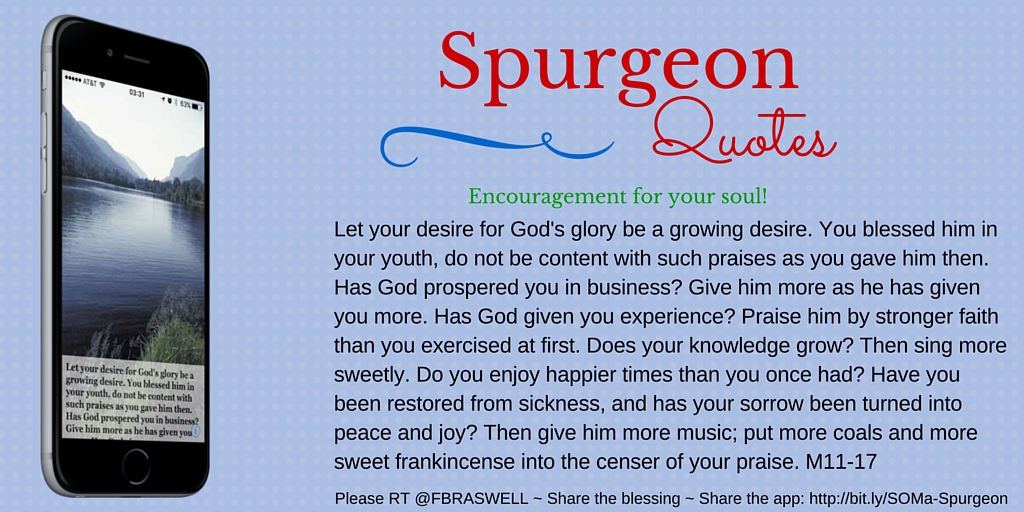 AT&T
03:31
63%
Let your desire for God's glory be a
growing desire. You blessed him in
your youth, do not be content with
such praises as you gave him then.
Has God prospered you in business?
Give him more as he has given you
Spurgeon
Quotes
Encouragement for your soul!
Let your desire for God's glory be a growing desire. You blessed him in
your youth, do not be content with such praises as you gave him then.
Has God prospered you in business? Give him more as he has given
you more. Has God given you experience? Praise him by stronger faith
than you exercised at first. Does your knowledge grow? Then sing more
sweetly. Do you enjoy happier times than you once had? Have you
been restored from sickness, and has your sorrow been turned into
peace and joy? Then give him more music; put more coals and more
sweet frankincense into the censer of your praise. M11-17
Please RT @FBRASWELL ~ Share the blessing ~ Share the app: http://bit.ly/SOMa-Spurgeon